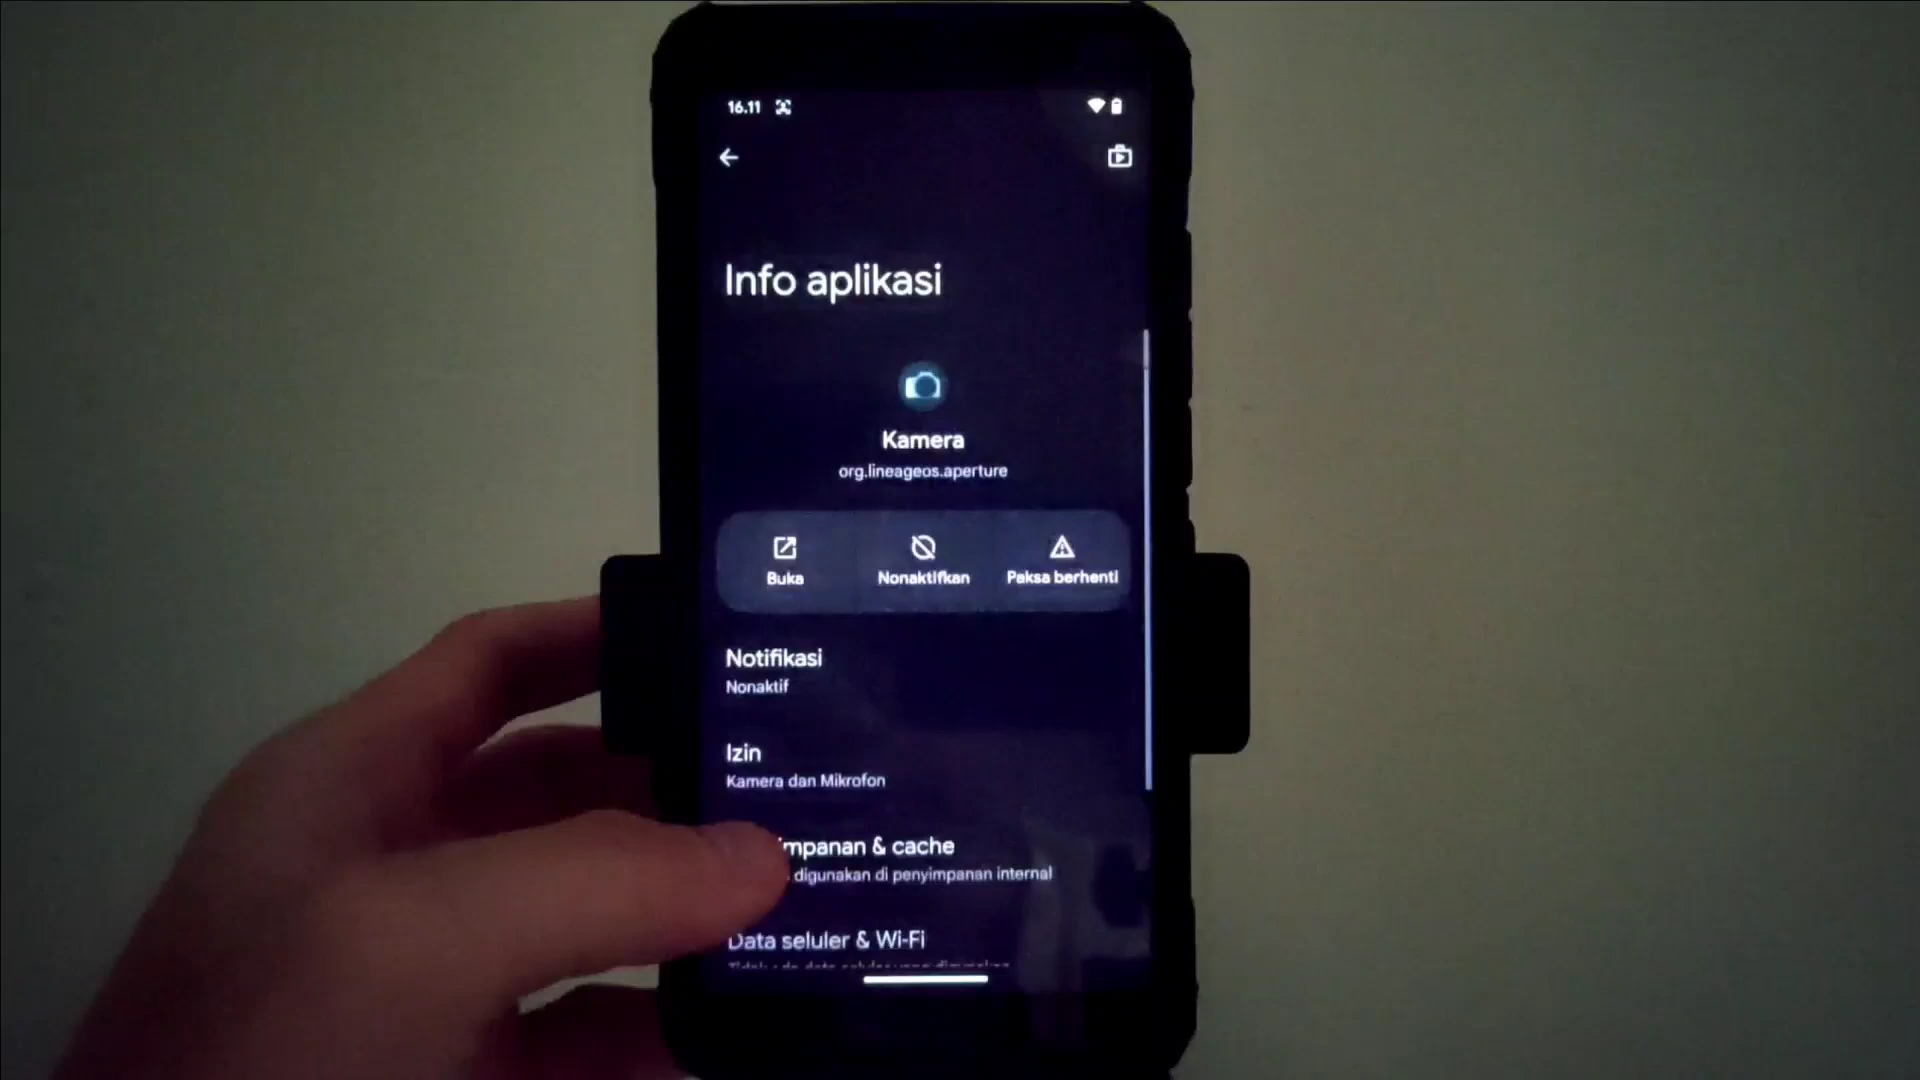 16.11
Info aplikasi
Kamera
org.lineageos.aperture
Buka
Nonaktifkan
Paksa berhenti
Notifikasi
Nonaktif
Izin
Kamera dan Mikrofon
impanan & cache
digunakan di penyimpanan internal
Data seluler & Wi-Fi